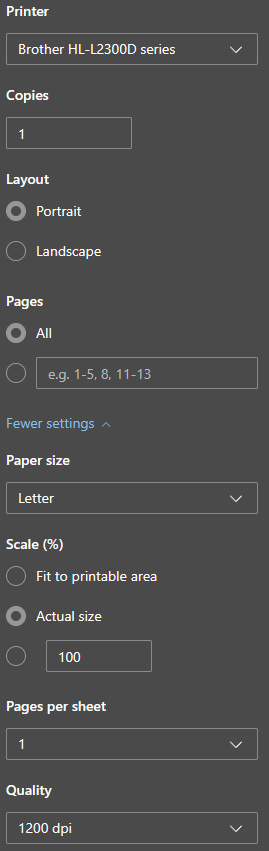 Printer
Brother HL-L2300D series
Copies
1
Layout
Portrait
Landscape
Pages
All
e.g. 1-5, 8, 11-13
Fewer settings
Paper size
Letter
Scale (%)
Fit to printable area
Actual size
100
Pages per sheet
1
Quality
1200 dpi